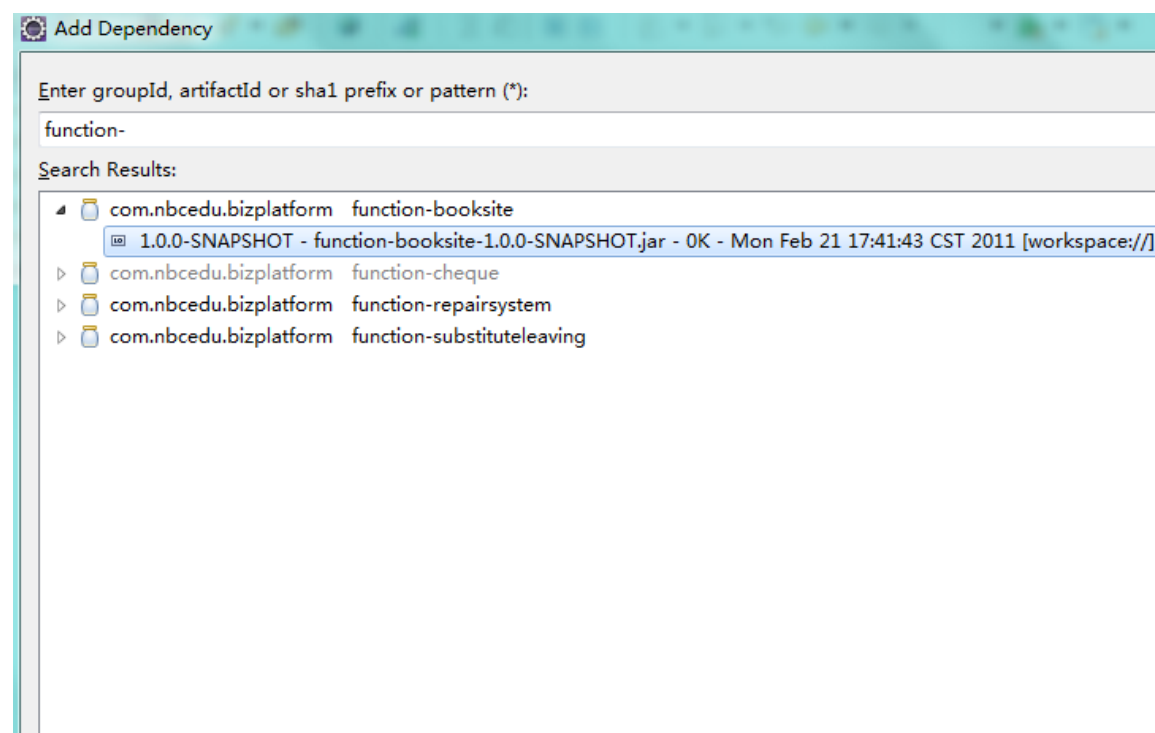 Add Dependency
Enter groupId, artifactId or sha1 prefix or pattern (*):
function-
Search Results:
com.nbcedu.bizplatform function-booksite
1.0.0-SNAPSHOT - function-booksite-1.0.0-SNAPSHOT.jar - 0K - Mon Feb 21 17:41:43 CST 2011 [workspace://]
com.nbcedu.bizplatform function-cheque
com.nbcedu.bizplatform function-repairsystem
com.nbcedu.bizplatform function-substituteleaving